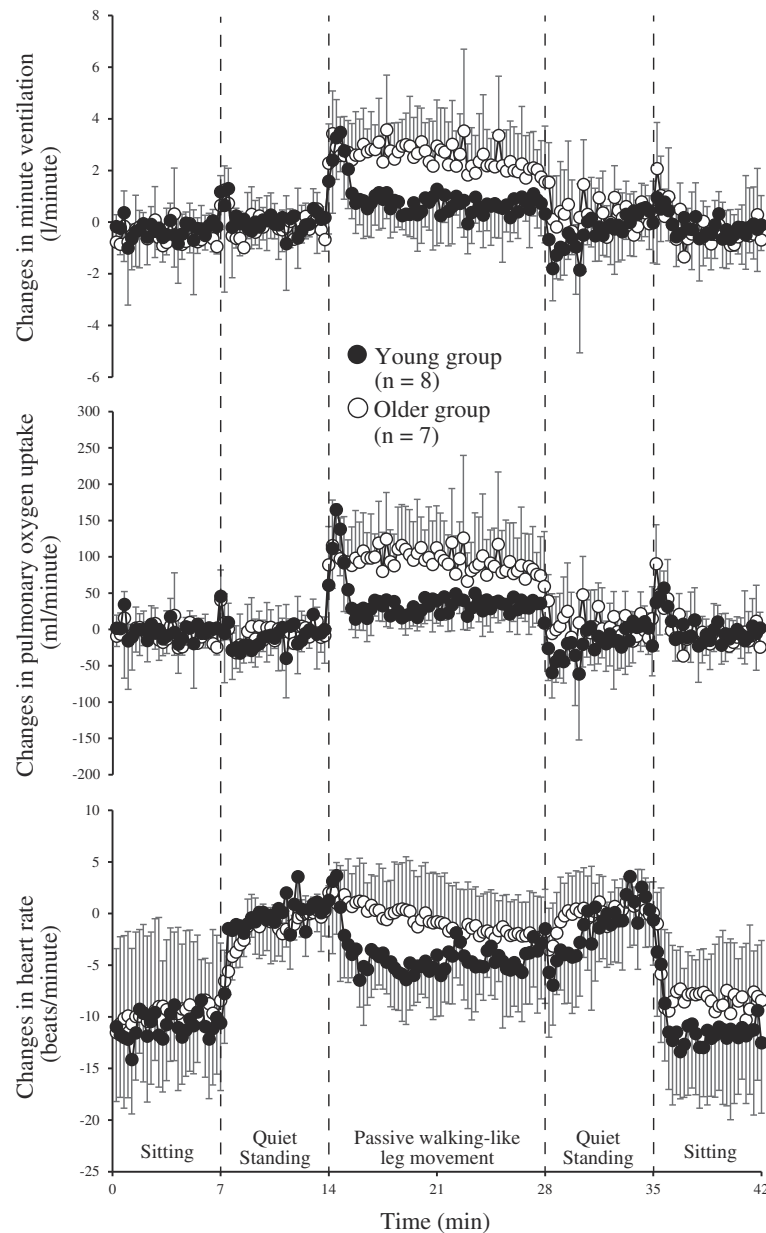 Changes in minute ventilation
(l/minute)
8
6
4
2
0
-2
-4
-6
Young group
(n = 8)
Older group
(n = 7)
Changes in pulmonary oxygen uptake
(ml/minute)
300
250
200
150
100
50
0
-50
-100
-150
-200
Changes in heart rate
(beats/minute)
10
5
0
-5
-10
-15
-20
-25
Sitting
Quiet
Standing
Passive walking-like
leg movement
Quiet
Standing
Sitting
0 7 14 21 28 35 42
Time (min)